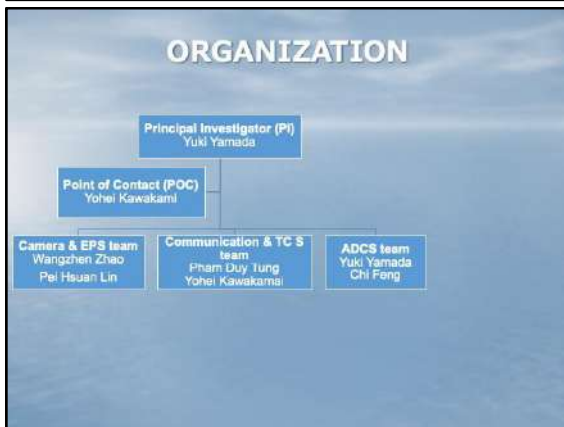 ORGANIZATION
Principal Investigator (PI)
Yuki Yamada
Point of Contact (POC)
Yohei Kawakami
Camera & EPS team
Wangzhen Zhao
Pei Hsuan Lin
Communication & TC S
team
Pham Duy Tung
Yohei Kawakamai
ADCS team
Yuki Yamada
Chi Feng